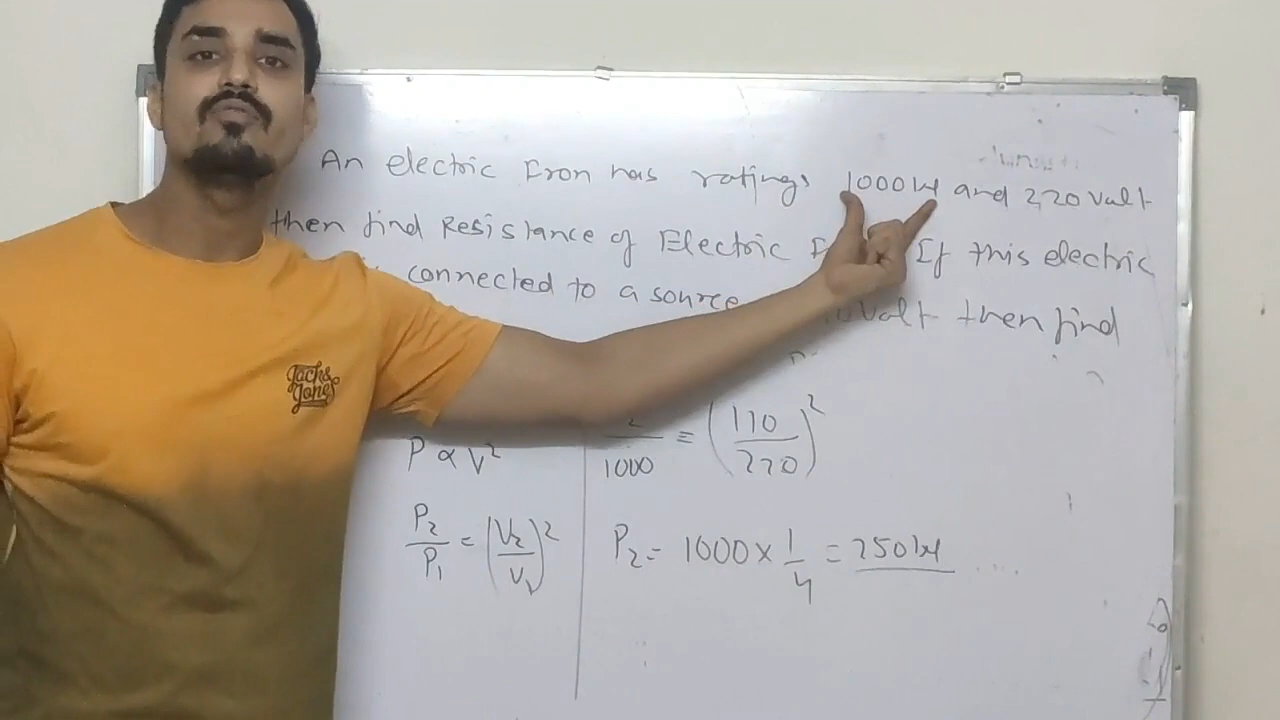 An electric Iron has ratings 1000W and 220 Volt
then find Resistance of Electric If this electric
connected to a source Volt then find
Jack&
Jones
P ∝ V²
P₂/P₁ = (V₂/V₁)²
/1000 = (110/220)²
P₂ = 1000 × 1/4 = 250W